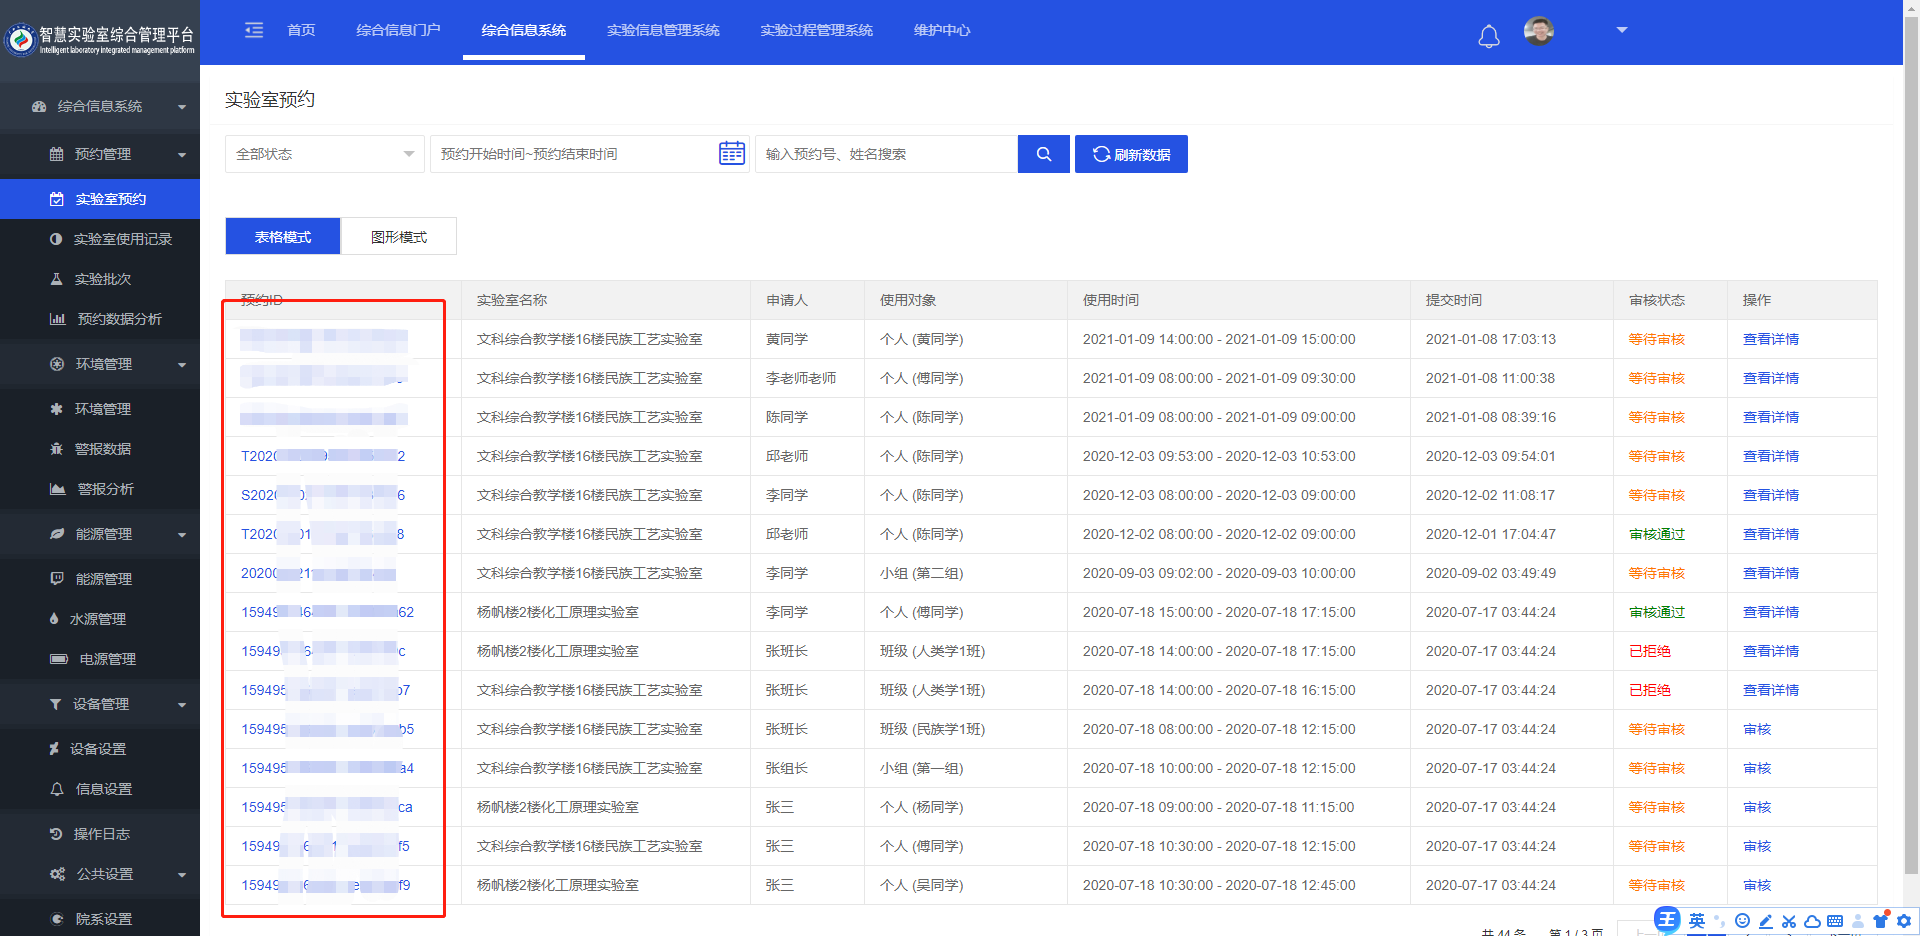 智慧实验室综合管理平台
Intelligent laboratory integrated management platform
首页 综合信息门户 综合信息系统 实验信息管理系统 实验过程管理系统 维护中心
综合信息系统
预约管理
实验室预约
实验室使用记录
实验批次
预约数据分析
环境管理
环境管理
警报数据
警报分析
能源管理
能源管理
水源管理
电源管理
设备管理
设备设置
信息设置
操作日志
公共设置
院系设置
实验室预约
全部状态 预约开始时间~预约结束时间 输入预约号、姓名搜索 刷新数据
表格模式 图形模式
预约ID 实验室名称 申请人 使用对象 使用时间 提交时间 审核状态 操作
文科综合教学楼16楼民族工艺实验室 黄同学 个人 (黄同学) 2021-01-09 14:00:00 - 2021-01-09 15:00:00 2021-01-08 17:03:13 等待审核 查看详情
文科综合教学楼16楼民族工艺实验室 李老师老师 个人 (傅同学) 2021-01-09 08:00:00 - 2021-01-09 09:30:00 2021-01-08 11:00:38 等待审核 查看详情
文科综合教学楼16楼民族工艺实验室 陈同学 个人 (陈同学) 2021-01-09 08:00:00 - 2021-01-09 09:00:00 2021-01-08 08:39:16 等待审核 查看详情
T2020 2 文科综合教学楼16楼民族工艺实验室 邱老师 个人 (陈同学) 2020-12-03 09:53:00 - 2020-12-03 10:53:00 2020-12-03 09:54:01 等待审核 查看详情
S202 6 文科综合教学楼16楼民族工艺实验室 李同学 个人 (陈同学) 2020-12-03 08:00:00 - 2020-12-03 09:00:00 2020-12-02 11:08:17 等待审核 查看详情
T2020 01 8 文科综合教学楼16楼民族工艺实验室 邱老师 个人 (陈同学) 2020-12-02 08:00:00 - 2020-12-02 09:00:00 2020-12-01 17:04:47 审核通过 查看详情
20200 21 文科综合教学楼16楼民族工艺实验室 李同学 小组 (第二组) 2020-09-03 09:02:00 - 2020-09-03 10:00:00 2020-09-02 03:49:49 等待审核 查看详情
15949 62 杨帆楼2楼化工原理实验室 李同学 个人 (傅同学) 2020-07-18 15:00:00 - 2020-07-18 17:15:00 2020-07-17 03:44:24 审核通过 查看详情
15949 c 杨帆楼2楼化工原理实验室 张班长 班级 (人类学1班) 2020-07-18 14:00:00 - 2020-07-18 17:15:00 2020-07-17 03:44:24 已拒绝 查看详情
159495 7 文科综合教学楼16楼民族工艺实验室 张班长 班级 (人类学1班) 2020-07-18 14:00:00 - 2020-07-18 16:15:00 2020-07-17 03:44:24 已拒绝 查看详情
159495 b5 文科综合教学楼16楼民族工艺实验室 张班长 班级 (民族学1班) 2020-07-18 08:00:00 - 2020-07-18 12:15:00 2020-07-17 03:44:24 等待审核 审核
159495 a4 文科综合教学楼16楼民族工艺实验室 张组长 小组 (第一组) 2020-07-18 10:00:00 - 2020-07-18 12:15:00 2020-07-17 03:44:24 等待审核 审核
159495 ca 杨帆楼2楼化工原理实验室 张三 个人 (杨同学) 2020-07-18 09:00:00 - 2020-07-18 11:15:00 2020-07-17 03:44:24 等待审核 审核
15949 f5 文科综合教学楼16楼民族工艺实验室 张三 个人 (傅同学) 2020-07-18 10:30:00 - 2020-07-18 12:15:00 2020-07-17 03:44:24 等待审核 审核
15949 f9 杨帆楼2楼化工原理实验室 张三 个人 (吴同学) 2020-07-18 10:30:00 - 2020-07-18 12:45:00 2020-07-17 03:44:24 等待审核 审核
共 44 条 第 1 / 3 页
王 英